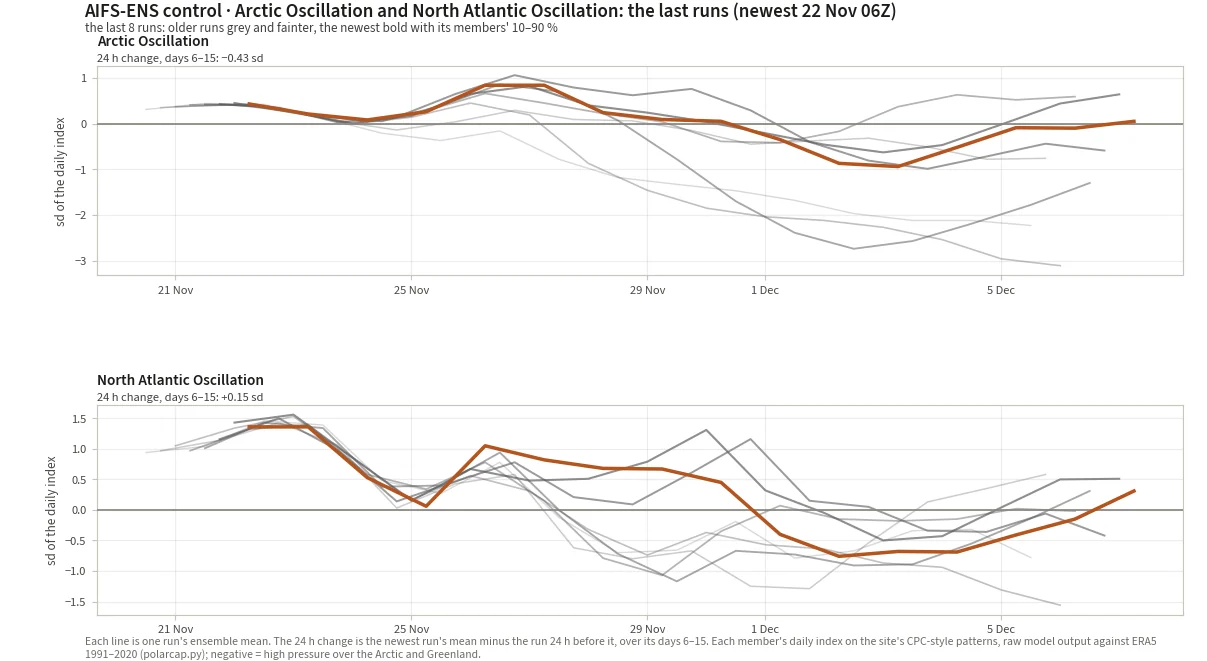 AIFS-ENS control · Arctic Oscillation and North Atlantic Oscillation: the last runs (newest 22 Nov 06Z)
the last 8 runs: older runs grey and fainter, the newest bold with its members' 10–90 %
Arctic Oscillation
24 h change, days 6–15: −0.43 sd
sd of the daily index
1
0
−1
−2
−3
21 Nov
25 Nov
29 Nov
1 Dec
5 Dec
North Atlantic Oscillation
24 h change, days 6–15: +0.15 sd
sd of the daily index
1.5
1.0
0.5
0.0
−0.5
−1.0
−1.5
21 Nov
25 Nov
29 Nov
1 Dec
5 Dec
Each line is one run's ensemble mean. The 24 h change is the newest run's mean minus the run 24 h before it, over its days 6–15. Each member's daily index on the site's CPC-style patterns, raw model output against ERA5
1991–2020 (polarcap.py); negative = high pressure over the Arctic and Greenland.